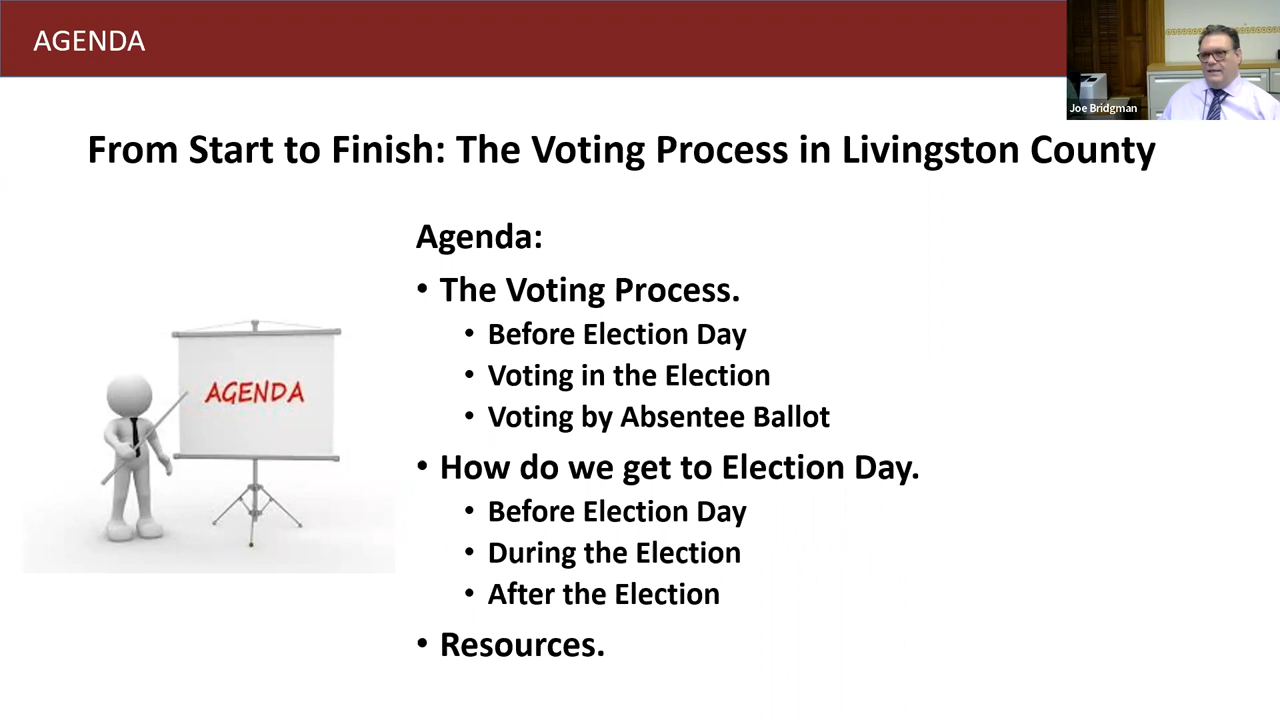 AGENDA
Joe Bridgman
From Start to Finish: The Voting Process in Livingston County
Agenda:
• The Voting Process.
• Before Election Day
• Voting in the Election
• Voting by Absentee Ballot
• How do we get to Election Day.
• Before Election Day
• During the Election
• After the Election
• Resources.
AGENDA